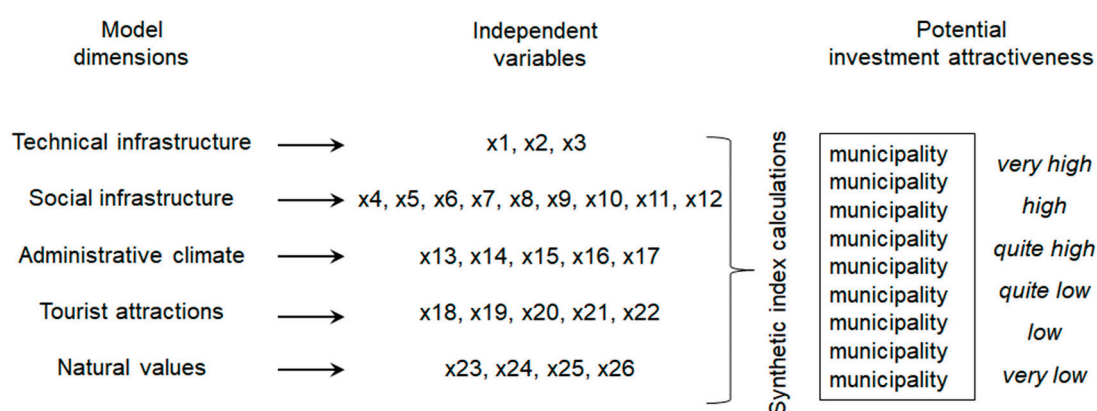 Model
dimensions
Independent
variables
Potential
investment attractiveness
Technical infrastructure
x1, x2, x3
Social infrastructure
x4, x5, x6, x7, x8, x9, x10, x11, x12
Administrative climate
x13, x14, x15, x16, x17
Tourist attractions
x18, x19, x20, x21, x22
Natural values
x23, x24, x25, x26
Synthetic index calculations
municipality
municipality
municipality
municipality
municipality
municipality
municipality
municipality
municipality
very high
high
quite high
quite low
low
very low